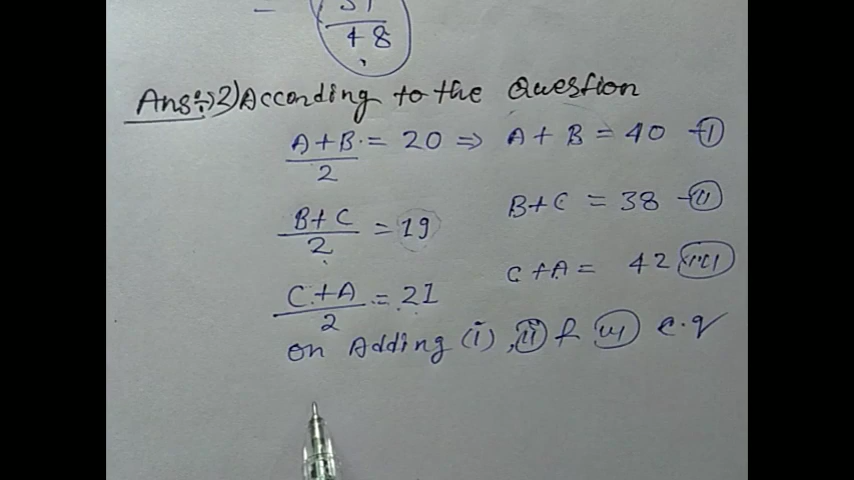 48
Ans:-2) According to the Question
A+B/2 = 20 => A + B = 40 -(i)
B+C/2 = 19 B+C = 38 -(ii)
C+A/2 = 21 C+A = 42 (iii)
on Adding (i), (ii) & (iii) e.q